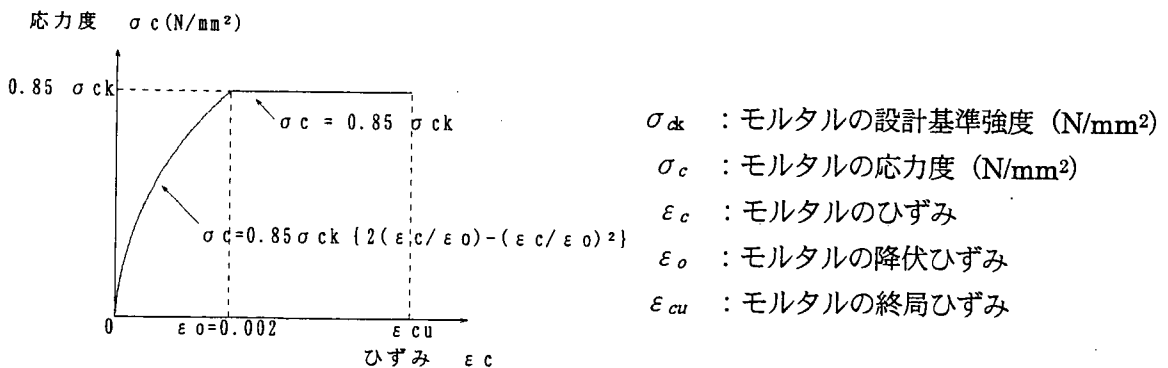 応力度 σc(N/mm²)
0.85 σck
σc = 0.85 σck
σc=0.85σck{2(εc/εo)-(εc/εo)²}
0
εo=0.002
εcu
ひずみ εc
σck :モルタルの設計基準強度 (N/mm²)
σc :モルタルの応力度 (N/mm²)
εc :モルタルのひずみ
εo :モルタルの降伏ひずみ
εcu :モルタルの終局ひずみ